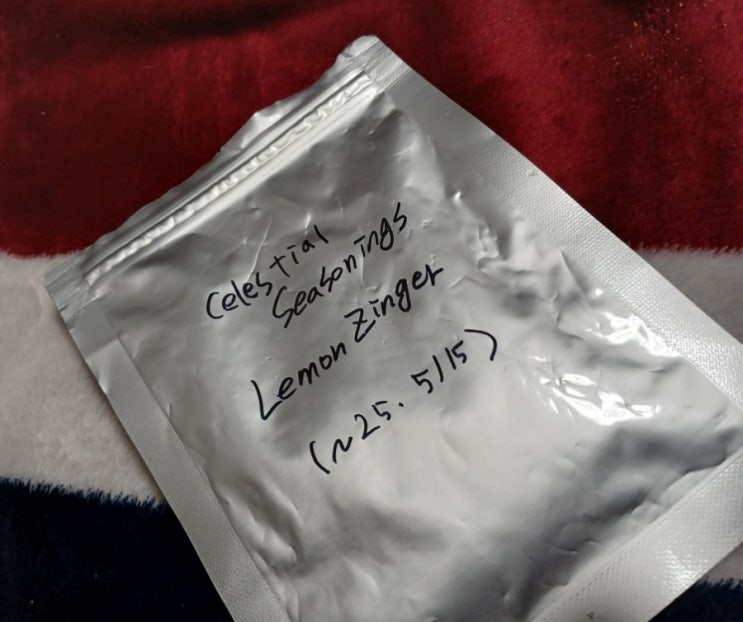 Celestial
Seasonings
Lemon Zinger
(~25. 5/15)